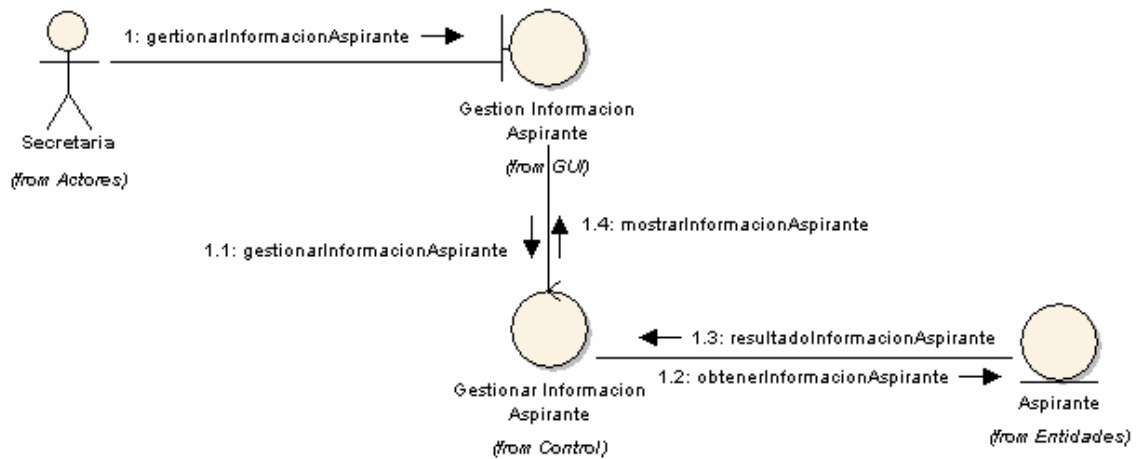 1: gertionarInformacionAspirante
Secretaria
(from Actores)
Gestion Informacion
Aspirante
(from GUI)
1.1: gestionarInformacionAspirante
1.4: mostrarInformacionAspirante
1.3: resultadoInformacionAspirante
1.2: obtenerInformacionAspirante
Gestionar Informacion
Aspirante
(from Control)
Aspirante
(from Entidades)